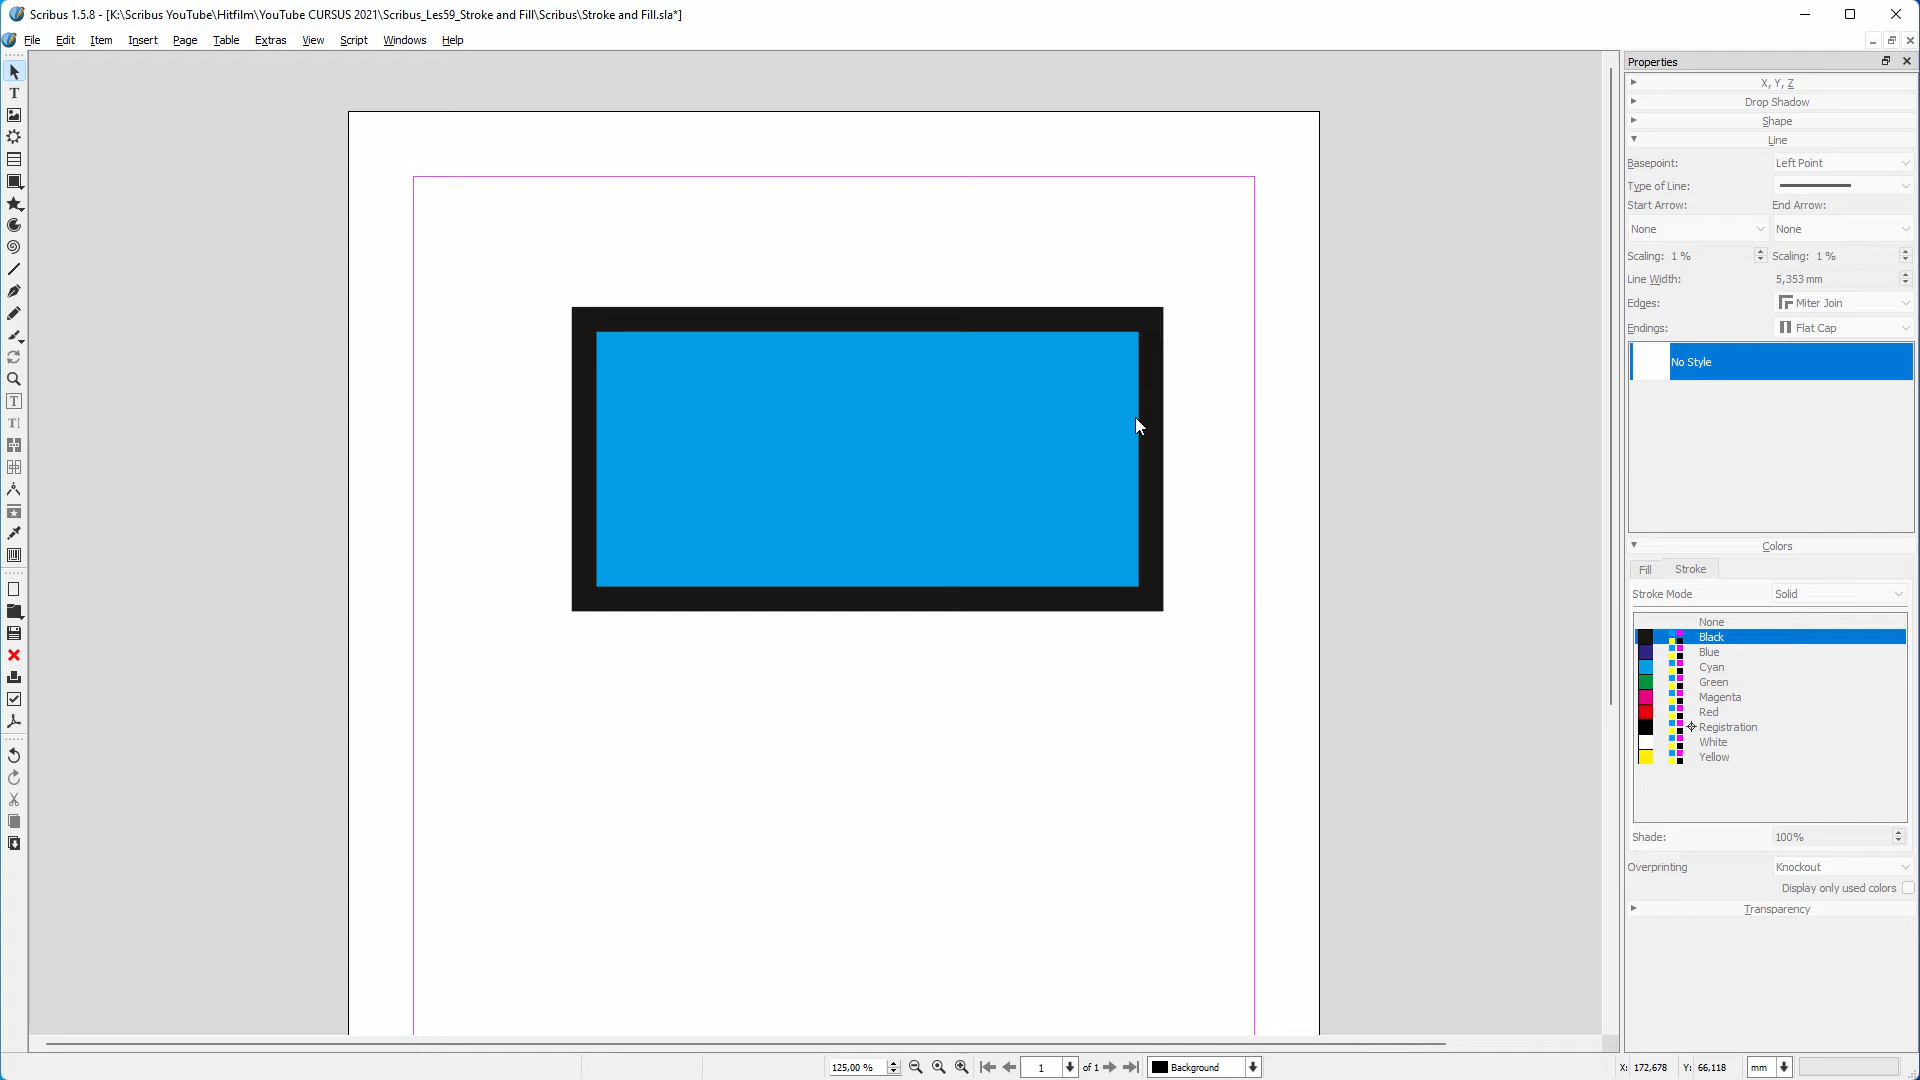 Scribus 1.5.8 - [K:\Scribus YouTube\Hitfilm\YouTube CURSUS 2021\Scribus_Les59_Stroke and Fill\Scribus\Stroke and Fill.sla*]
File Edit Item Insert Page Table Extras View Script Windows Help
Properties
X, Y, Z
Drop Shadow
Shape
Line
Basepoint: Left Point
Type of Line:
Start Arrow: End Arrow:
None None
Scaling: 1 % Scaling: 1 %
Line Width: 5,353 mm
Edges: Miter Join
Endings: Flat Cap
No Style
Colors
Fill Stroke
Stroke Mode Solid
None
Black
Blue
Cyan
Green
Magenta
Red
Registration
White
Yellow
Shade: 100%
Overprinting Knockout
Display only used colors
Transparency
125,00 % 1 of 1 Background X: 172,678 Y: 66,118 mm